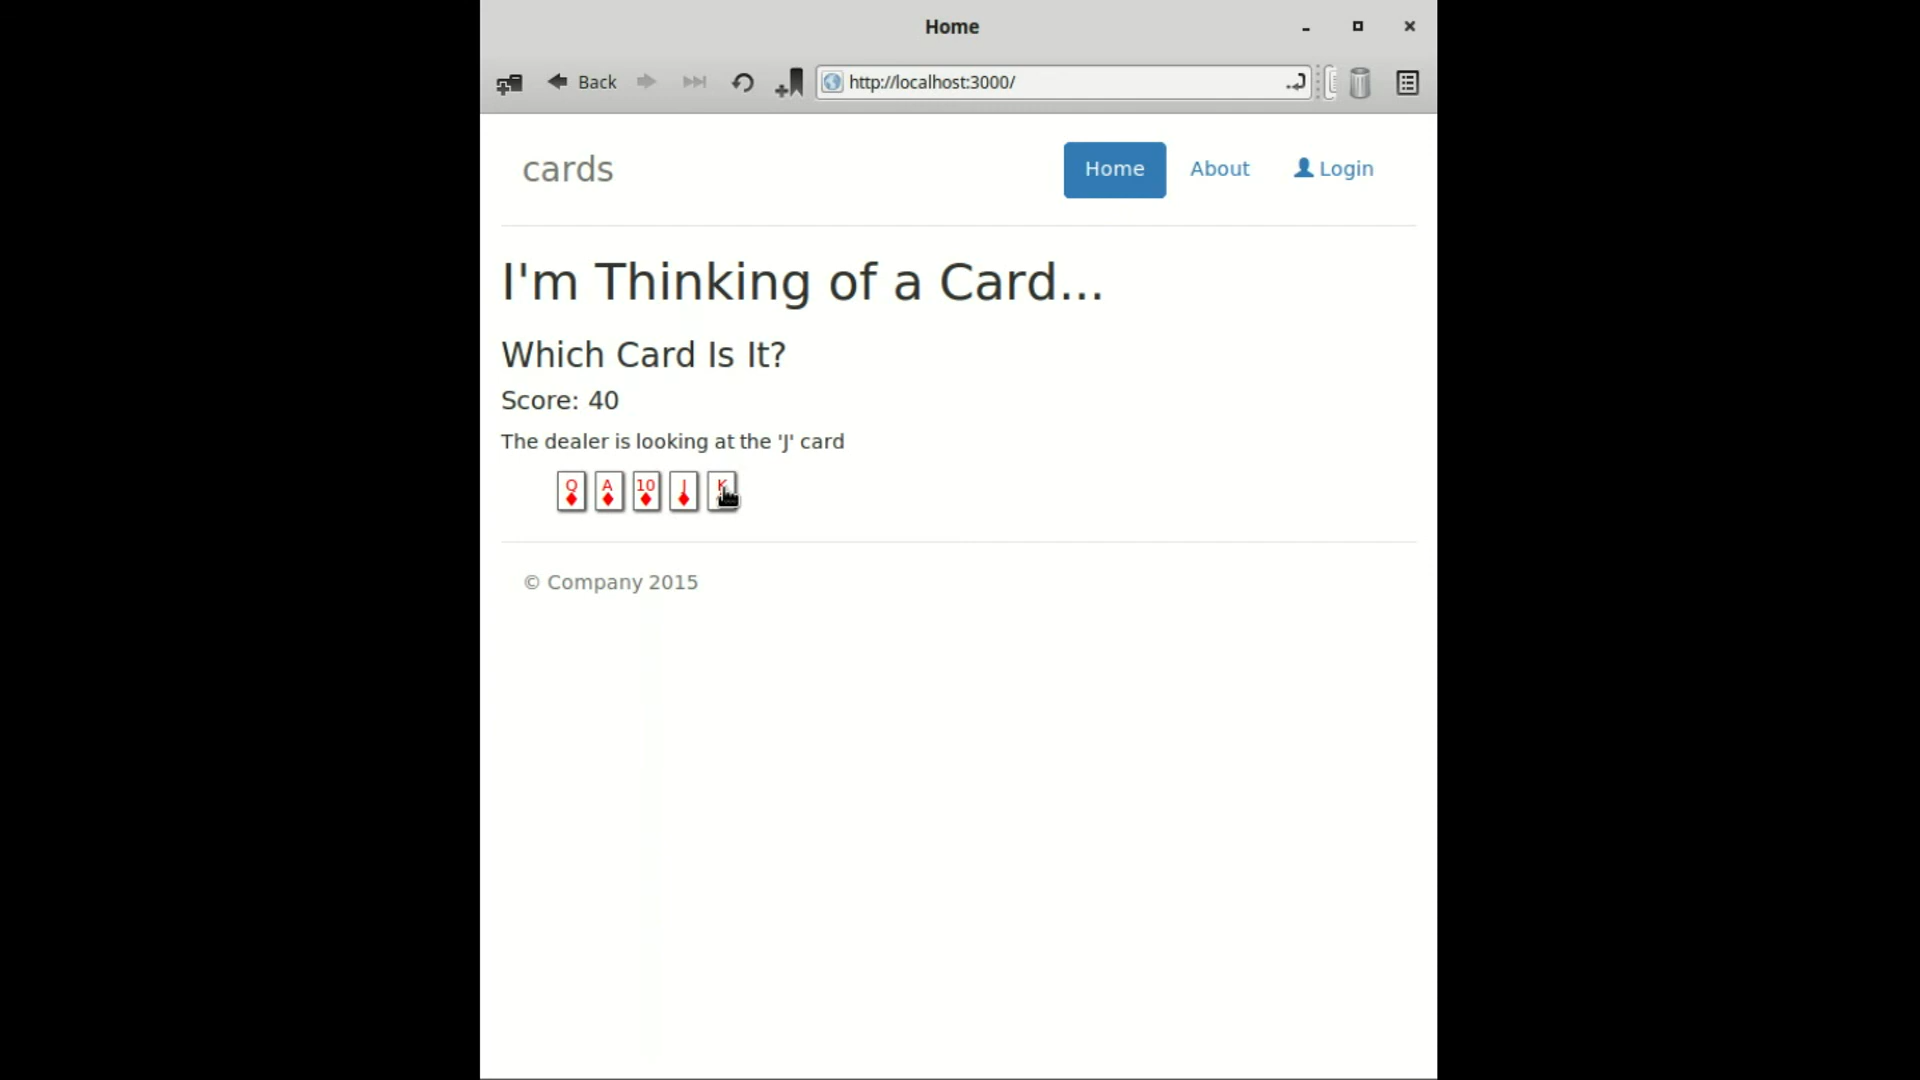 Home
Back
http://localhost:3000/
cards
Home About Login
I'm Thinking of a Card...
Which Card Is It?
Score: 40
The dealer is looking at the 'J' card
Q A 10 J K
© Company 2015